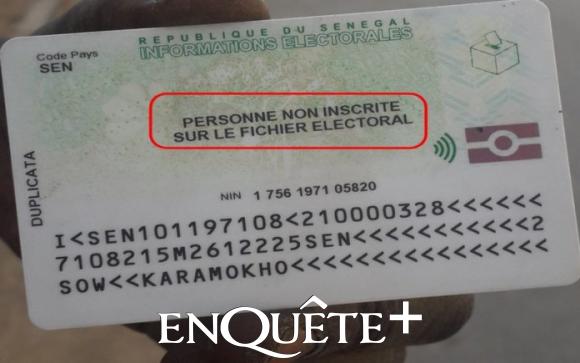 REPUBLIQUE DU SENEGAL
INFORMATIONS ELECTORALES
Code Pays
SEN
PERSONNE NON INSCRITE
SUR LE FICHIER ELECTORAL
DUPLICATA
NIN 1 756 1971 05820
I<SEN101197108<210000328<<<<<<
7108215M2612225SEN<<<<<<<<<<<2
SOW<<KARAMOKHO<<<<<<<<<<<<<<<<
ENQUÊTE+